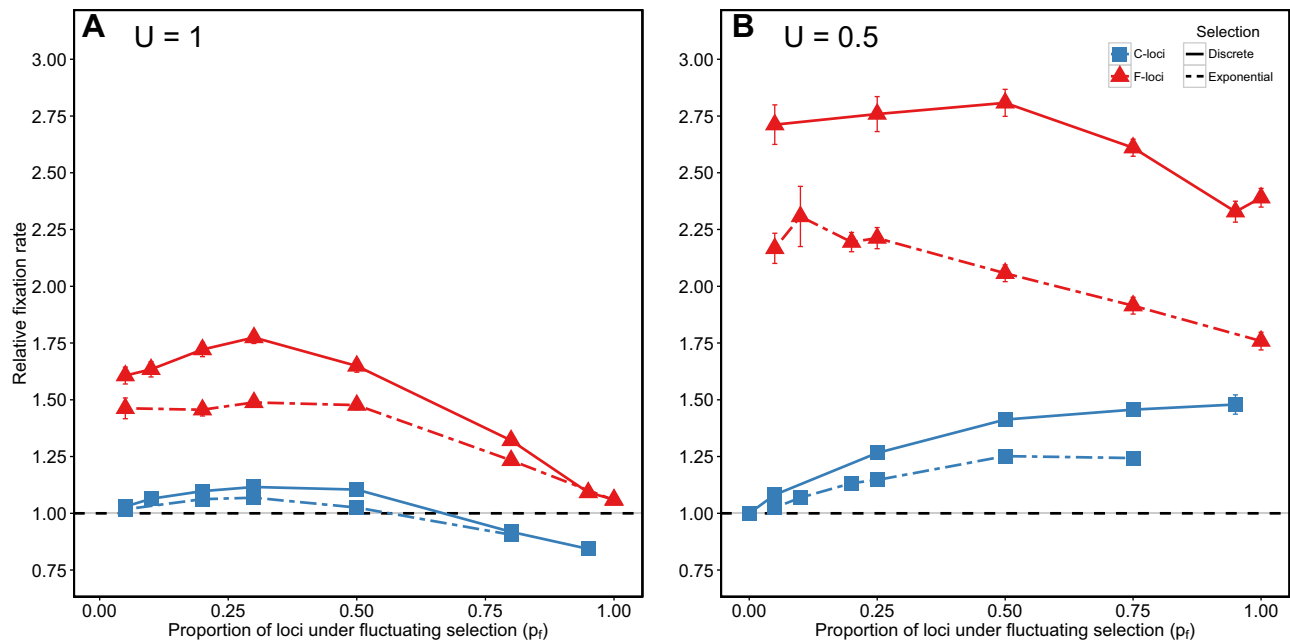 A U = 1
3.00
2.75
2.50
2.25
2.00
1.75
1.50
1.25
1.00
0.75
Relative fixation rate
0.00 0.25 0.50 0.75 1.00
Proportion of loci under fluctuating selection (pf)
B U = 0.5
Selection
C-loci Discrete
F-loci Exponential
3.00
2.75
2.50
2.25
2.00
1.75
1.50
1.25
1.00
0.75
0.00 0.25 0.50 0.75 1.00
Proportion of loci under fluctuating selection (pf)